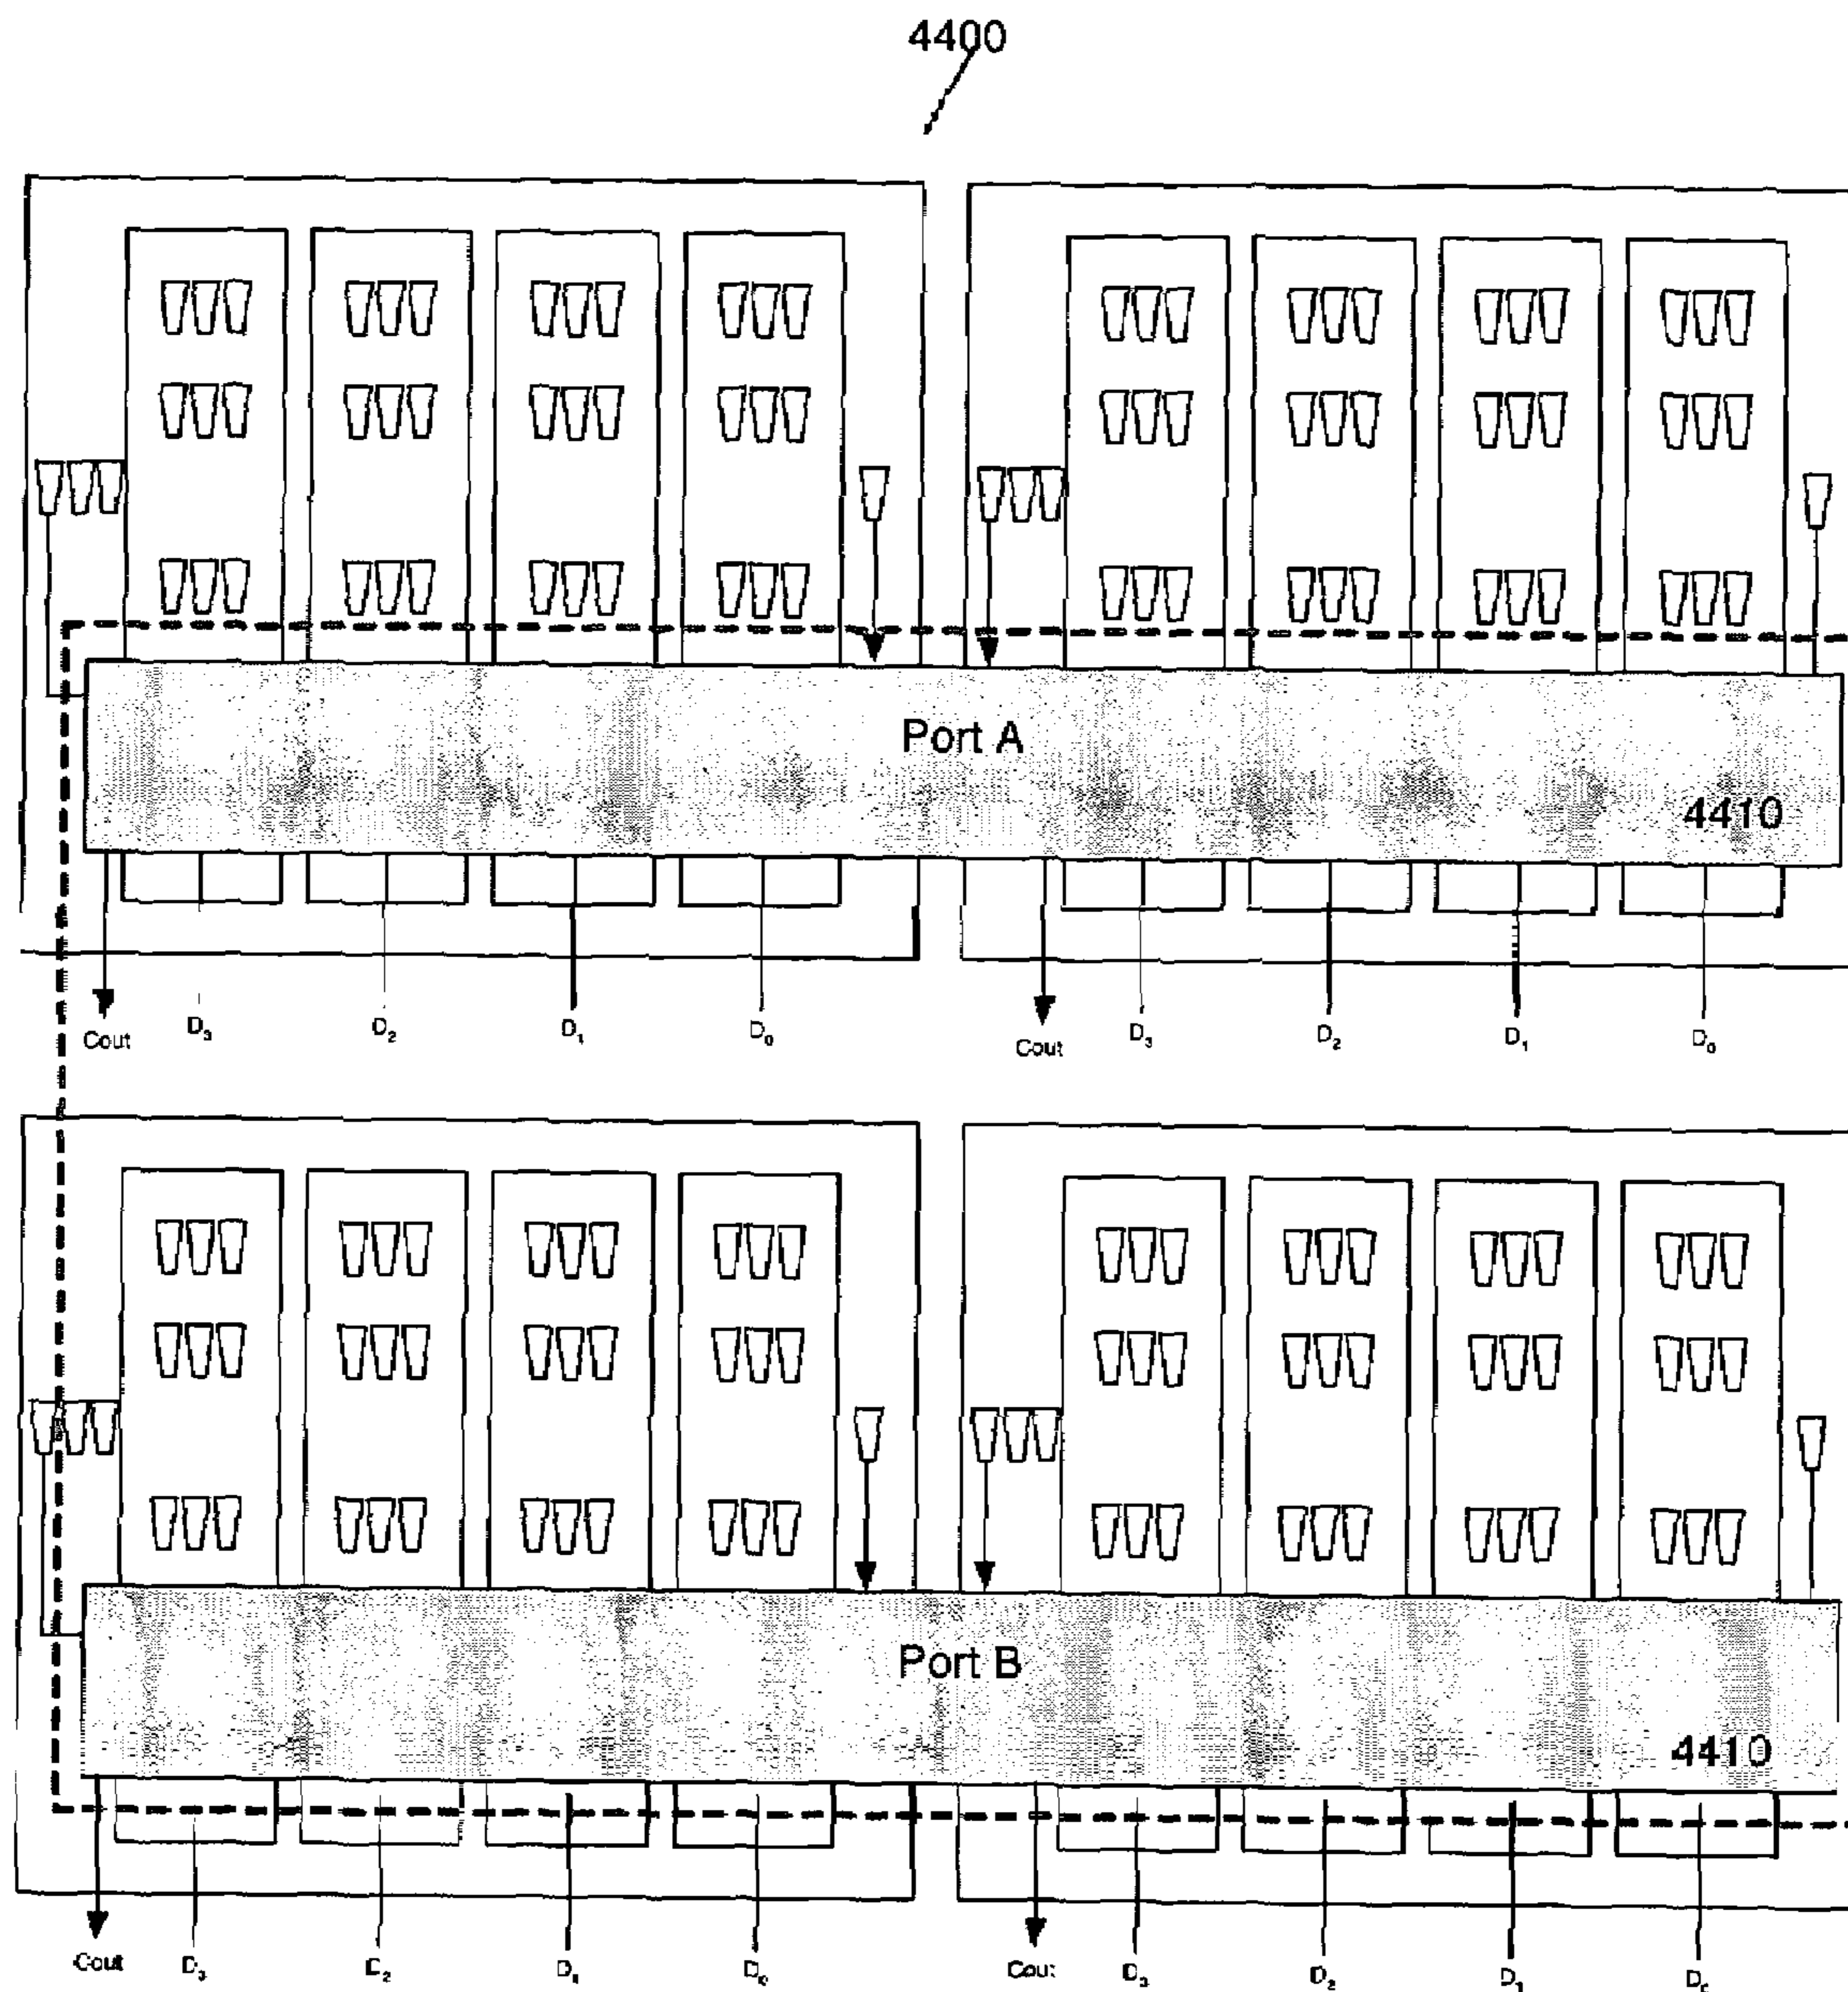 4400
Port A
4410
Cout D₃ D₂ D₁ D₀ Cout D₃ D₂ D₁ D₀
Port B
4410
Cout D₃ D₂ D₁ D₀ Cout D₃ D₂ D₁ D₀